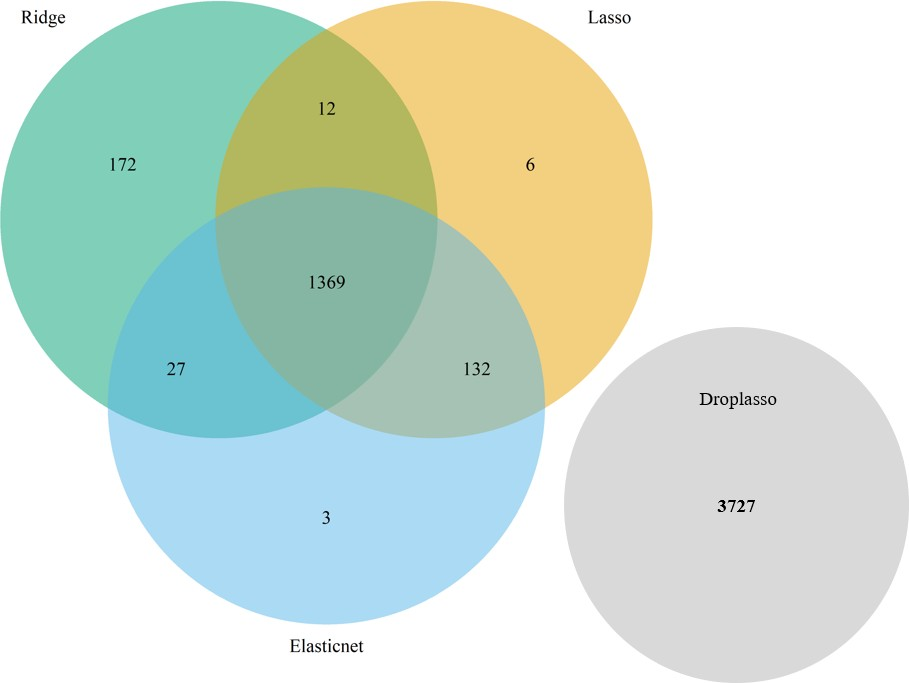 Ridge
Lasso
12
172
6
1369
27
132
Droplasso
3727
3
Elasticnet